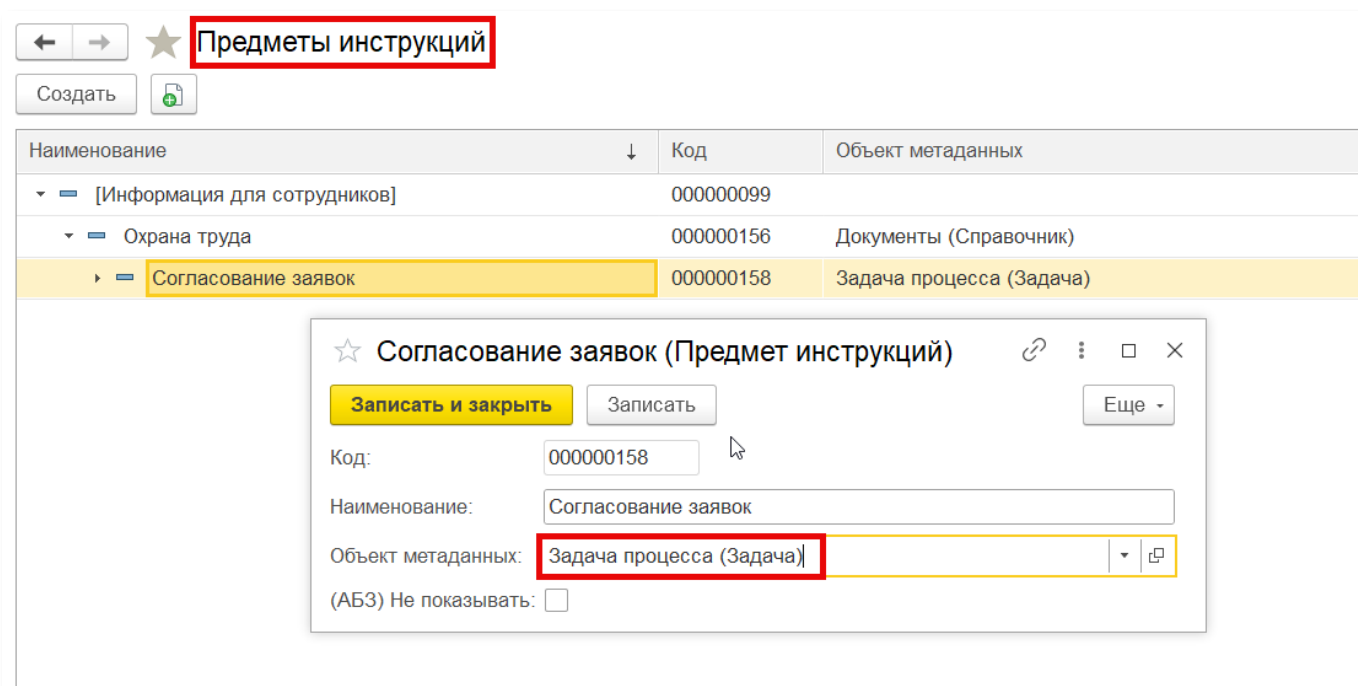 Предметы инструкций
Создать
Наименование ↓ Код Объект метаданных
[Информация для сотрудников] 000000099
Охрана труда 000000156 Документы (Справочник)
Согласование заявок 000000158 Задача процесса (Задача)
Согласование заявок (Предмет инструкций)
Записать и закрыть Записать Еще
Код: 000000158
Наименование: Согласование заявок
Объект метаданных: Задача процесса (Задача)
(АБЗ) Не показывать: